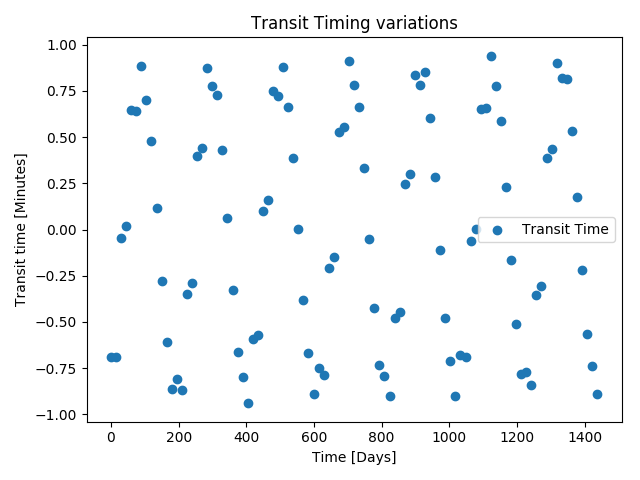 Transit Timing variations
1.00
0.75
0.50
0.25
0.00
−0.25
−0.50
−0.75
−1.00
Transit time [Minutes]
Transit Time
0 200 400 600 800 1000 1200 1400
Time [Days]